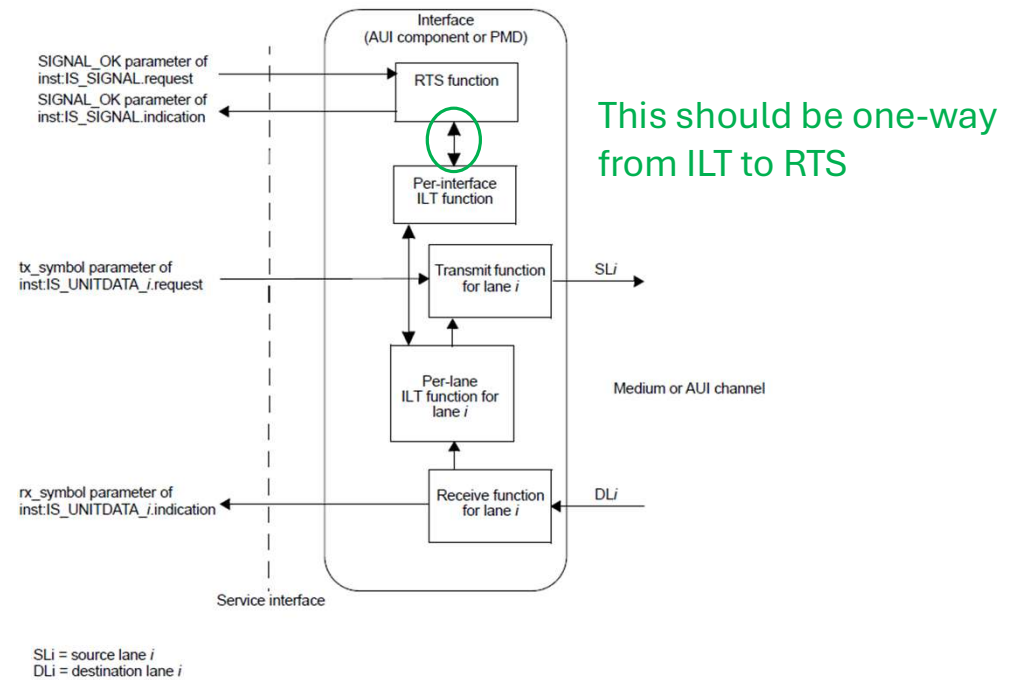 Interface
(AUI component or PMD)
SIGNAL_OK parameter of
inst:IS_SIGNAL.request
SIGNAL_OK parameter of
inst:IS_SIGNAL.indication
RTS function
This should be one-way
from ILT to RTS
Per-interface
ILT function
tx_symbol parameter of
inst:IS_UNITDATA_i.request
Transmit function
for lane i
SLi
Per-lane
ILT function for
lane i
Medium or AUI channel
rx_symbol parameter of
inst:IS_UNITDATA_i.indication
Receive function
for lane i
DLi
Service interface
SLi = source lane i
DLi = destination lane i